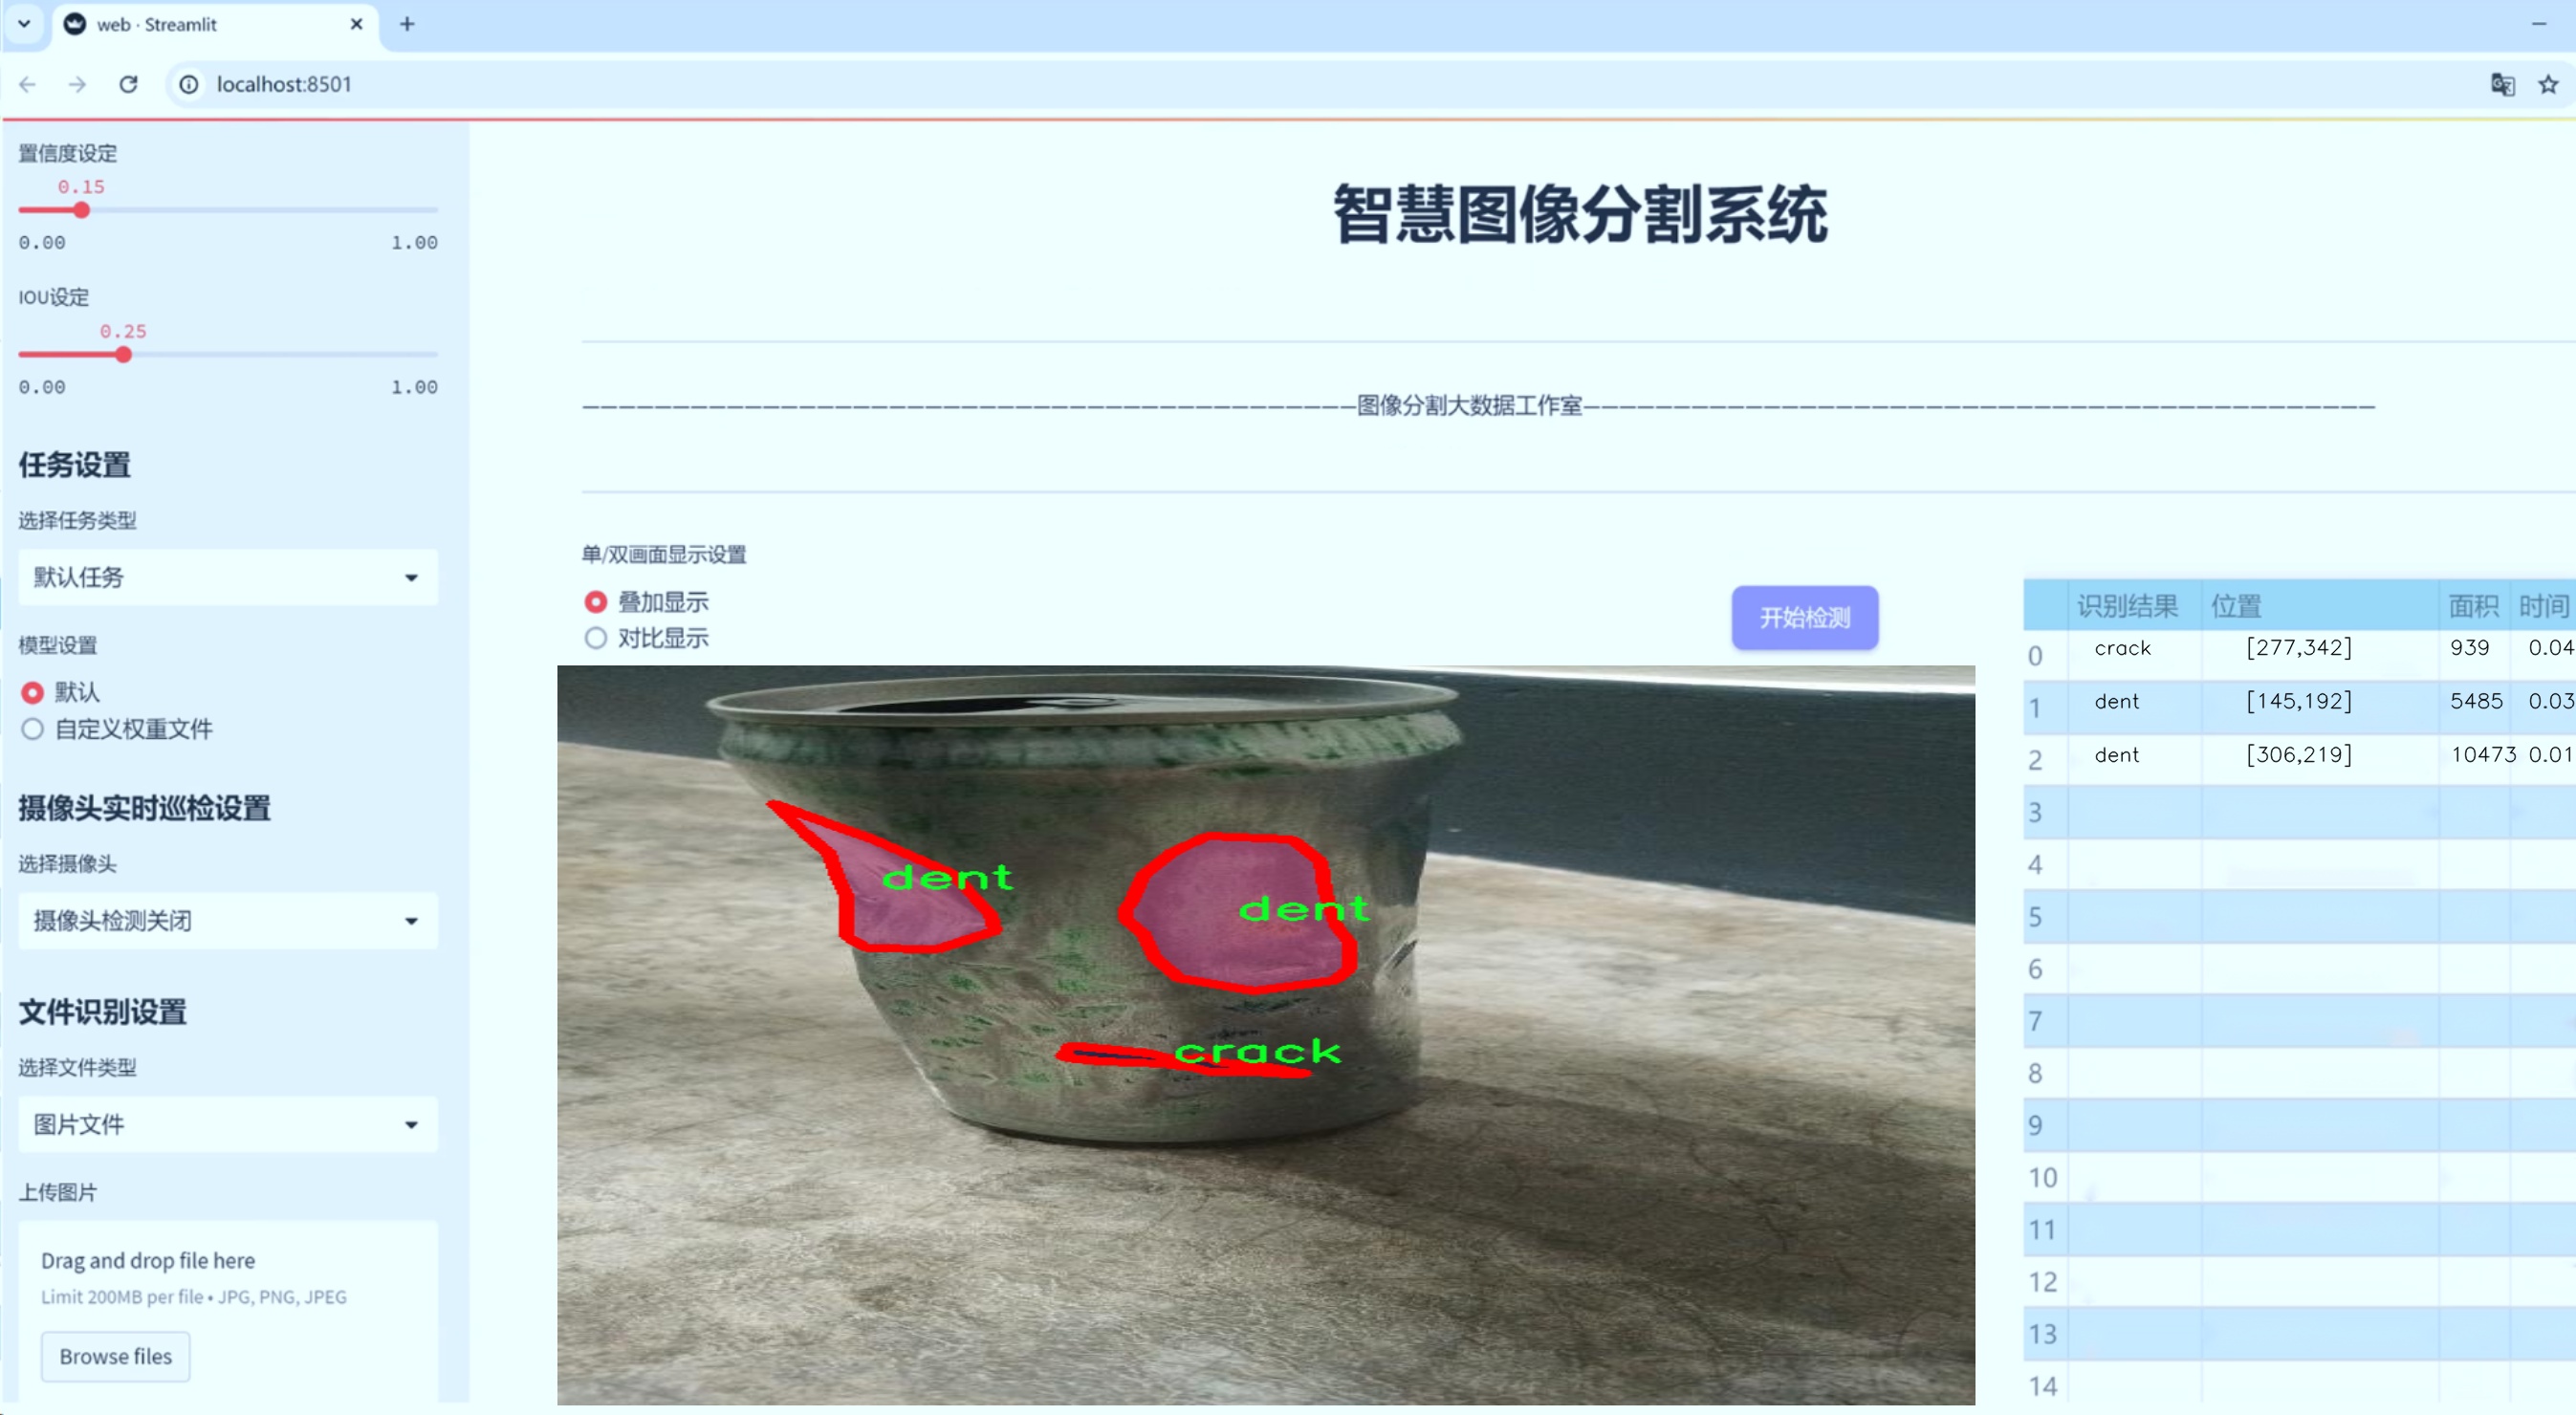 web · Streamlit
localhost:8501
置信度设定
0.15
0.00 1.00
IOU设定
0.25
0.00 1.00
任务设置
选择任务类型
默认任务
模型设置
默认
自定义权重文件
摄像头实时巡检设置
选择摄像头
摄像头检测关闭
文件识别设置
选择文件类型
图片文件
上传图片
Drag and drop file here
Limit 200MB per file • JPG, PNG, JPEG
Browse files
智慧图像分割系统
图像分割大数据工作室
单/双画面显示设置
叠加显示
对比显示
开始检测
dent
dent
crack
识别结果 位置 面积 时间
0 crack [277,342] 939 0.04
1 dent [145,192] 5485 0.03
2 dent [306,219] 10473 0.01
3
4
5
6
7
8
9
10
11
12
13
14